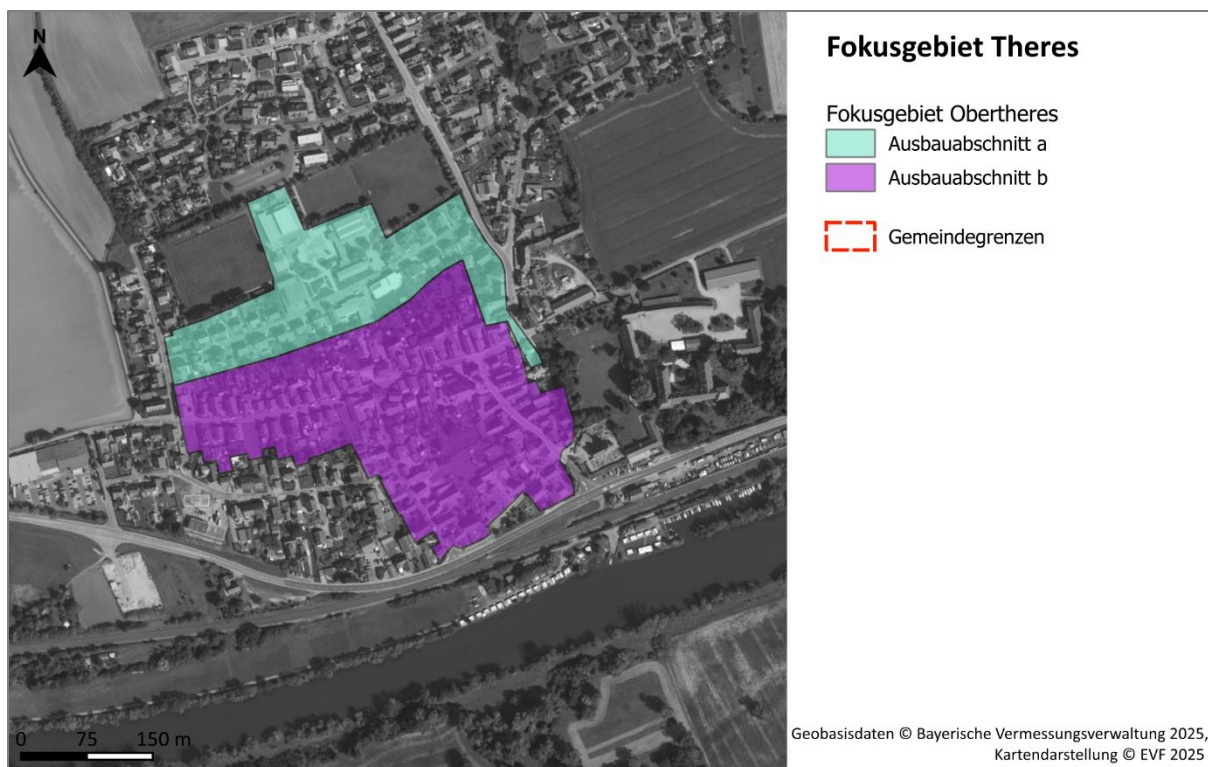 N
Fokusgebiet Theres
Fokusgebiet Obertheres
Ausbauabschnitt a
Ausbauabschnitt b
Gemeindegrenzen
0 75 150 m
Geobasisdaten © Bayerische Vermessungsverwaltung 2025,
Kartendarstellung © EVF 2025